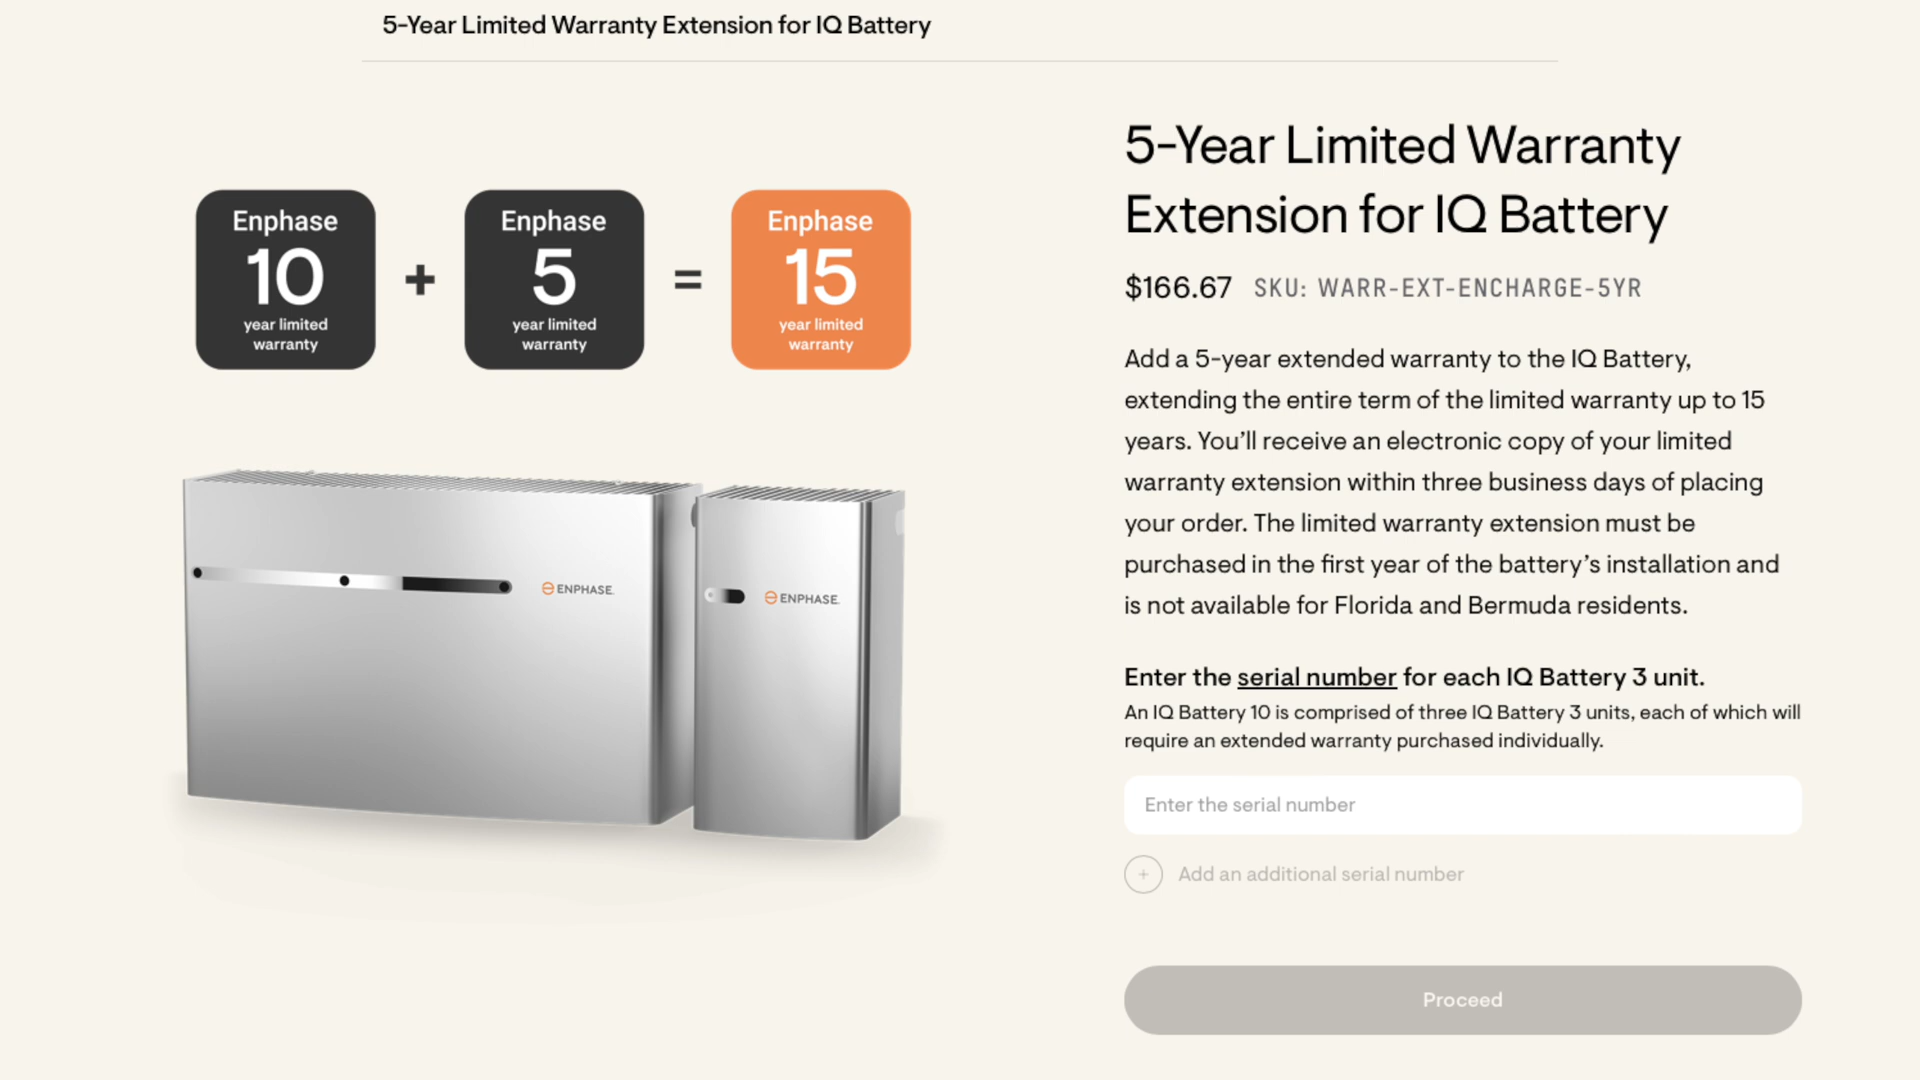 5-Year Limited Warranty Extension for IQ Battery
Enphase
10
year limited
warranty
+
Enphase
5
year limited
warranty
=
Enphase
15
year limited
warranty
ENPHASE.
ENPHASE.
5-Year Limited Warranty
Extension for IQ Battery
$166.67 SKU: WARR-EXT-ENCHARGE-5YR
Add a 5-year extended warranty to the IQ Battery,
extending the entire term of the limited warranty up to 15
years. You’ll receive an electronic copy of your limited
warranty extension within three business days of placing
your order. The limited warranty extension must be
purchased in the first year of the battery’s installation and
is not available for Florida and Bermuda residents.
Enter the serial number for each IQ Battery 3 unit.
An IQ Battery 10 is comprised of three IQ Battery 3 units, each of which will
require an extended warranty purchased individually.
Enter the serial number
+ Add an additional serial number
Proceed